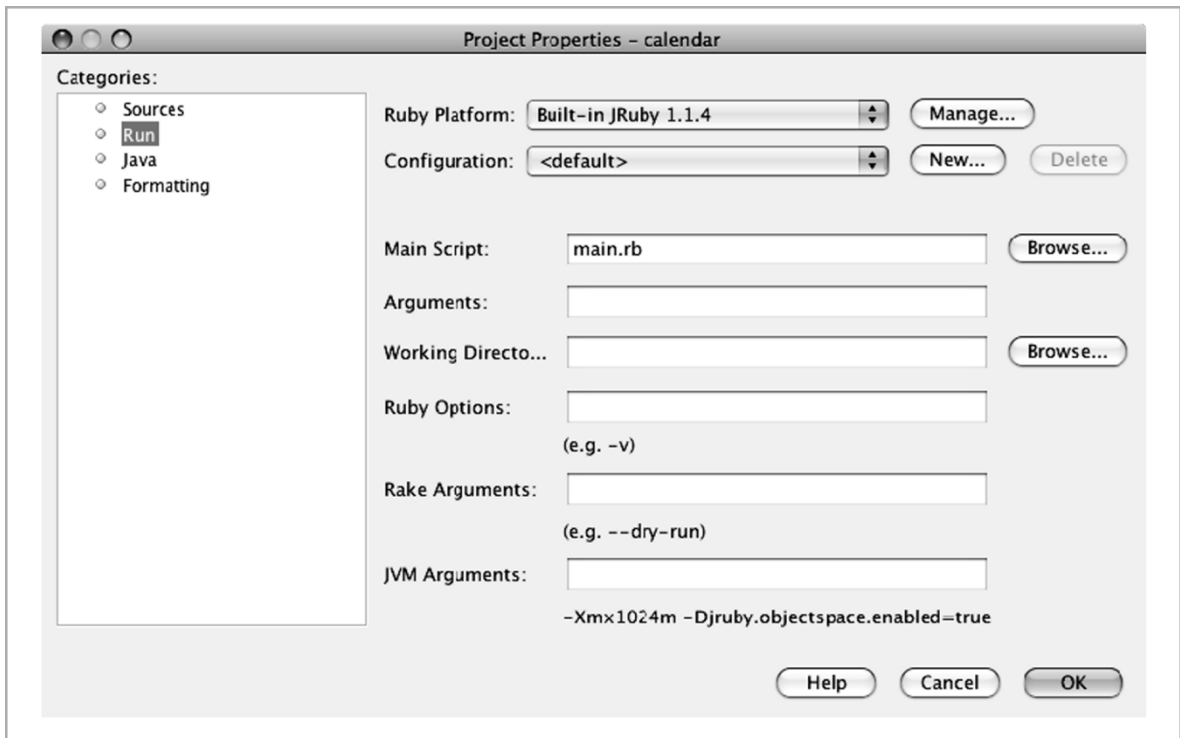 Project Properties – calendar
Categories:
Sources
Run
Java
Formatting
Ruby Platform: Built-in JRuby 1.1.4 Manage...
Configuration: <default> New... Delete
Main Script: main.rb Browse...
Arguments:
Working Directo... Browse...
Ruby Options:
(e.g. -v)
Rake Arguments:
(e.g. --dry-run)
JVM Arguments:
-Xmx1024m -Djruby.objectspace.enabled=true
Help Cancel OK